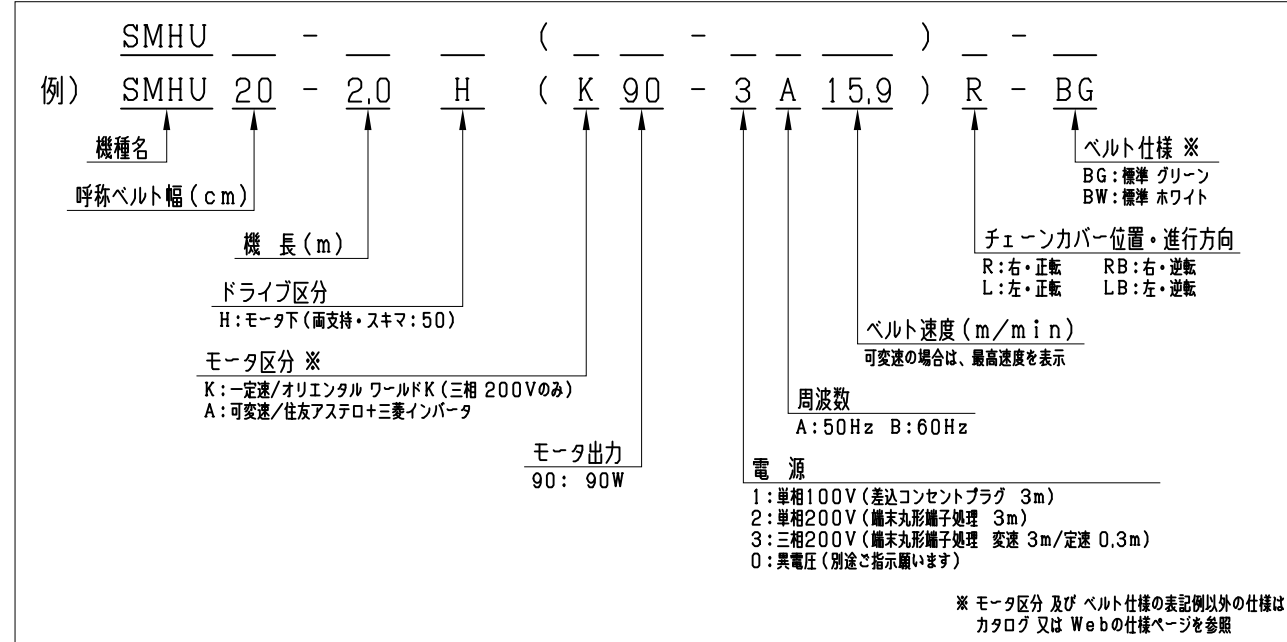 SMHU - ( - ) -
例) SMHU 20 - 2.0 H ( K 90 - 3 A 15.9 ) R - BG
機種名
呼称ベルト幅(cm)
機 長(m)
ドライブ区分
H:モータ下(両支持・スキマ:50)
モータ区分 ※
K:一定速/オリエンタル ワールドK(三相 200Vのみ)
A:可変速/住友アステロ+三菱インバータ
モータ出力
90: 90W
ベルト仕様 ※
BG:標準 グリーン
BW:標準 ホワイト
チェーンカバー位置・進行方向
R:右・正転 RB:右・逆転
L:左・正転 LB:左・逆転
ベルト速度(m/min)
可変速の場合は、最高速度を表示
周波数
A:50Hz B:60Hz
電 源
1:単相100V(差込コンセントプラグ 3m)
2:単相200V(端末丸形端子処理 3m)
3:三相200V(端末丸形端子処理 変速 3m/定速 0.3m)
0:異電圧(別途ご指示願います)
※ モータ区分 及び ベルト仕様の表記例以外の仕様は
カタログ 又は Webの仕様ページを参照